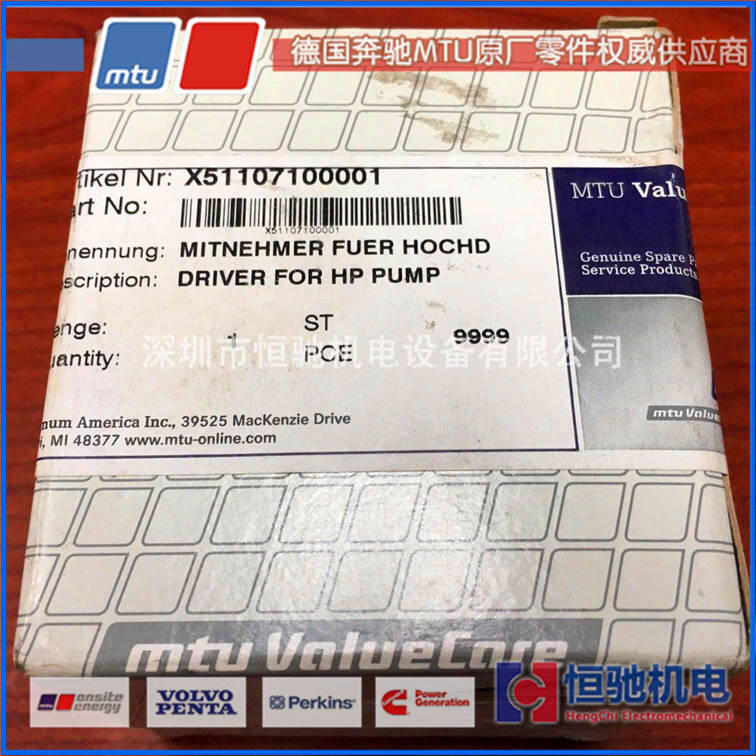 mtu
德国奔驰MTU原厂零件权威供应商
tikel Nr: X51107100001
art No:
X51107100001
nennung: MITNEHMER FUER HOCHD
scription: DRIVER FOR HP PUMP
enge: 1 ST 9999
uantity: PCE
深圳市恒驰机电设备有限公司
MTU Valu
Genuine Spare P
Service Products
mtu ValueC
num America Inc., 39525 MacKenzie Drive
i, MI 48377 www.mtu-online.com
mtu ValueCare
mtu onsite energy
VOLVO PENTA
Perkins
Cummins Power Generation
恒驰机电
HengChi Electromechanical